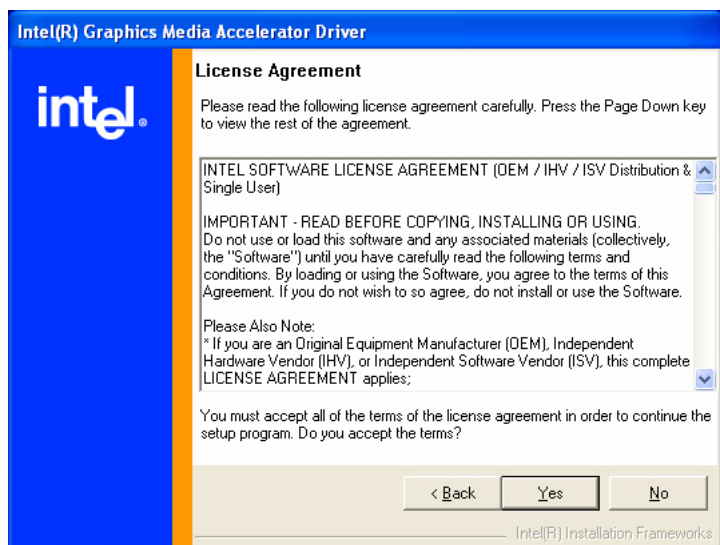 Intel(R) Graphics Media Accelerator Driver
intel®
License Agreement
Please read the following license agreement carefully. Press the Page Down key
to view the rest of the agreement.
INTEL SOFTWARE LICENSE AGREEMENT (OEM / IHV / ISV Distribution &
Single User)
IMPORTANT - READ BEFORE COPYING, INSTALLING OR USING.
Do not use or load this software and any associated materials (collectively,
the "Software") until you have carefully read the following terms and
conditions. By loading or using the Software, you agree to the terms of this
Agreement. If you do not wish to so agree, do not install or use the Software.
Please Also Note:
* If you are an Original Equipment Manufacturer (OEM), Independent
Hardware Vendor (IHV), or Independent Software Vendor (ISV), this complete
LICENSE AGREEMENT applies;
You must accept all of the terms of the license agreement in order to continue the
setup program. Do you accept the terms?
< Back Yes No
Intel(R) Installation Frameworks